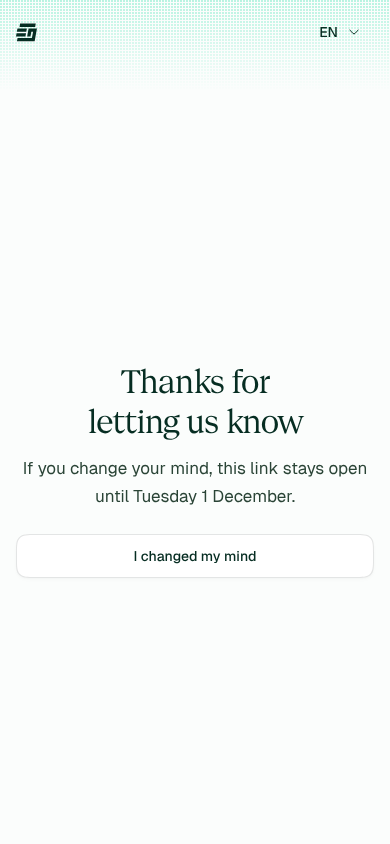 EN
Thanks for
letting us know
If you change your mind, this link stays open
until Tuesday 1 December.
I changed my mind